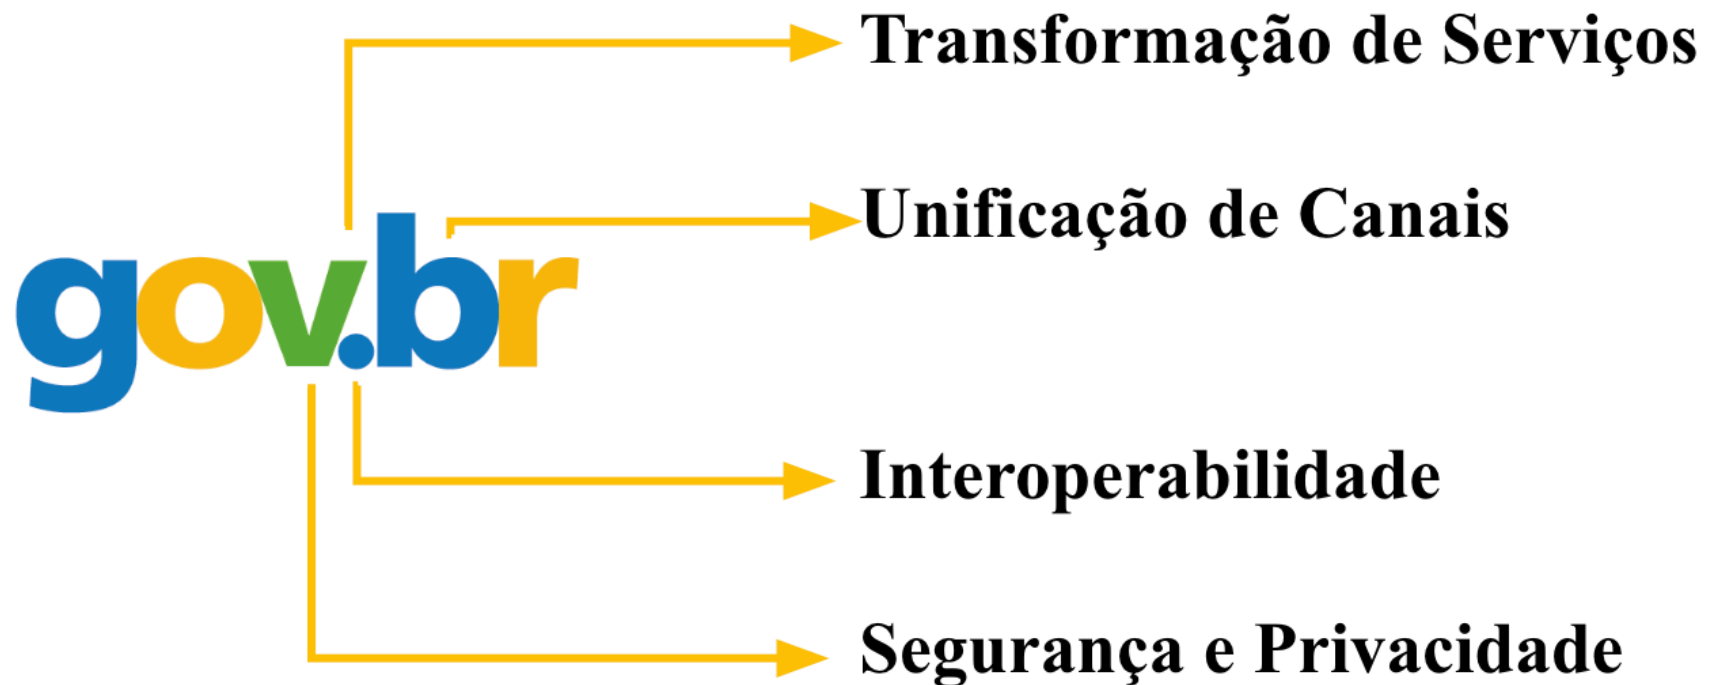 Transformação de Serviços
Unificação de Canais
gov.br
Interoperabilidade
Segurança e Privacidade